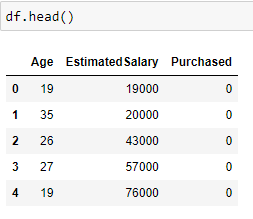 df.head()
Age EstimatedSalary Purchased
0 19 19000 0
1 35 20000 0
2 26 43000 0
3 27 57000 0
4 19 76000 0